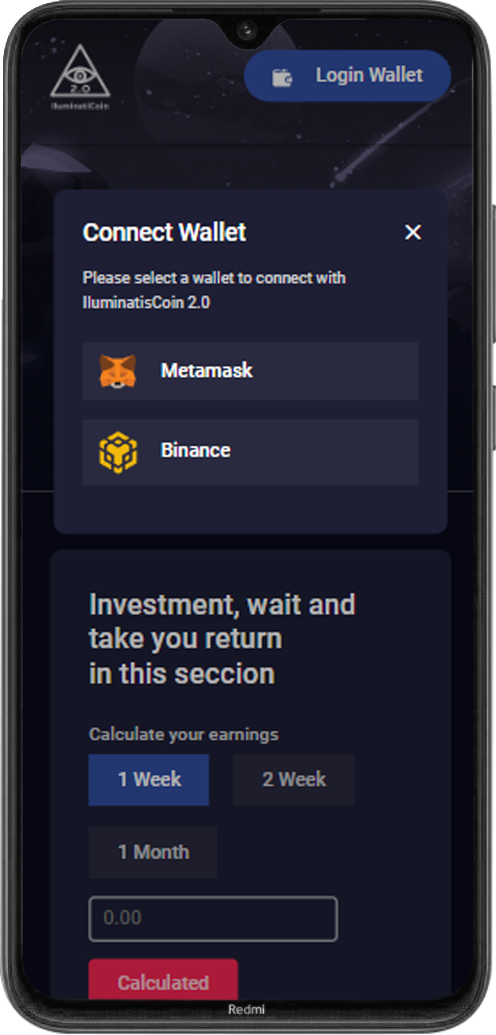 2.0
IluminatiCoin
Login Wallet
Connect Wallet
Please select a wallet to connect with
IluminatisCoin 2.0
Metamask
Binance
Investment, wait and
take you return
in this seccion
Calculate your earnings
1 Week
2 Week
1 Month
0.00
Calculated
Redmi